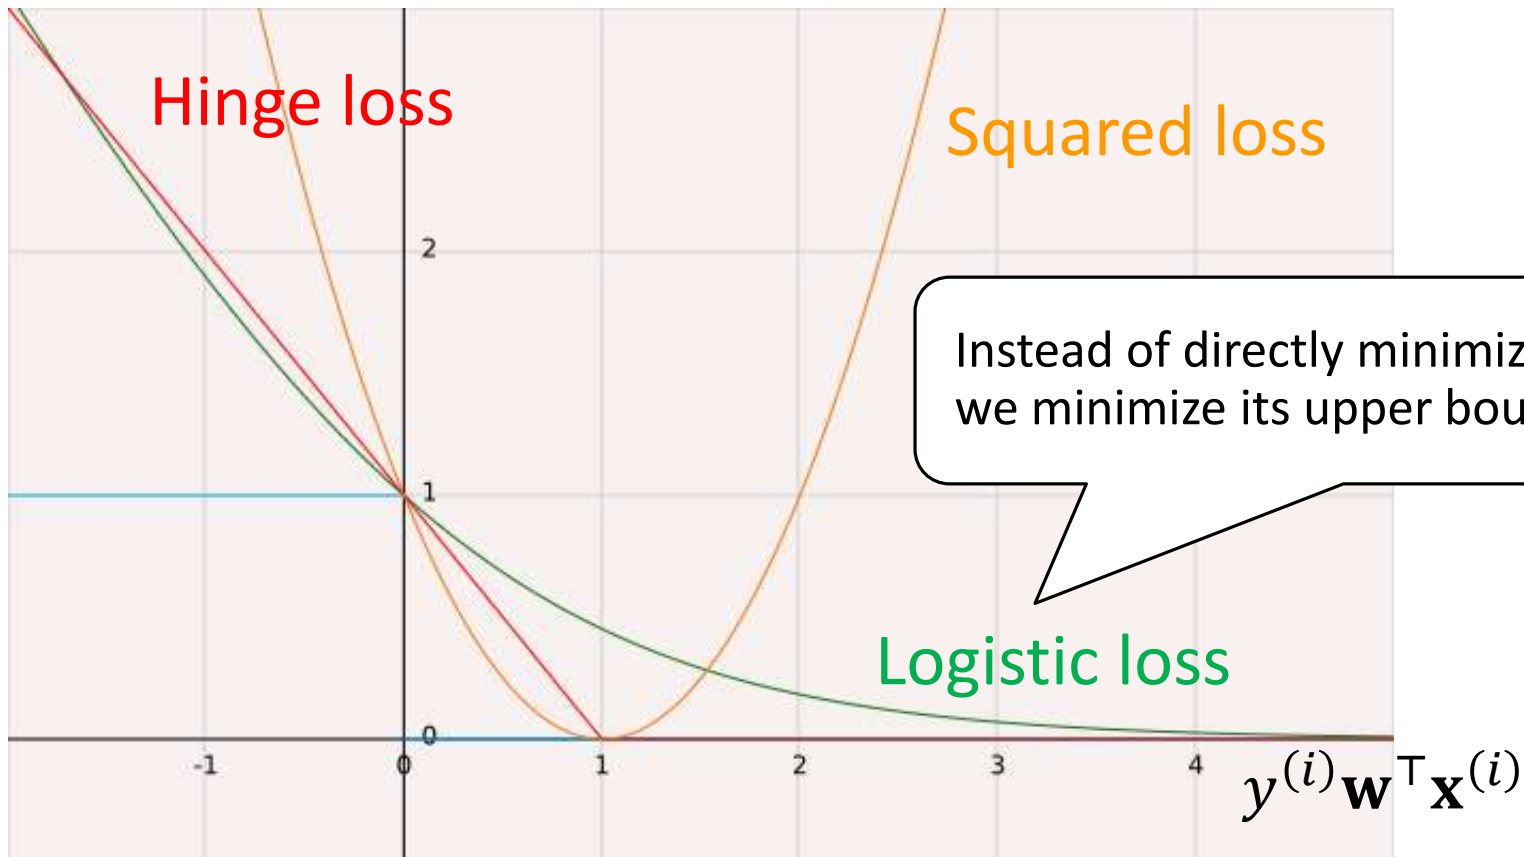 Hinge loss
Squared loss
2
Instead of directly minimiz
we minimize its upper bou
1
Logistic loss
0
-1 0 1 2 3 4
y⁽ⁱ⁾𝐰⊤𝐱⁽ⁱ⁾